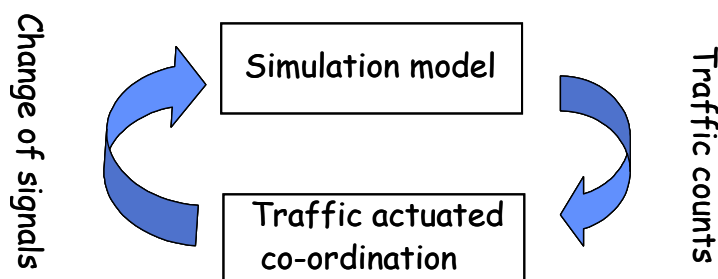 Change of signals
Simulation model
Traffic counts
Traffic actuated
co-ordination